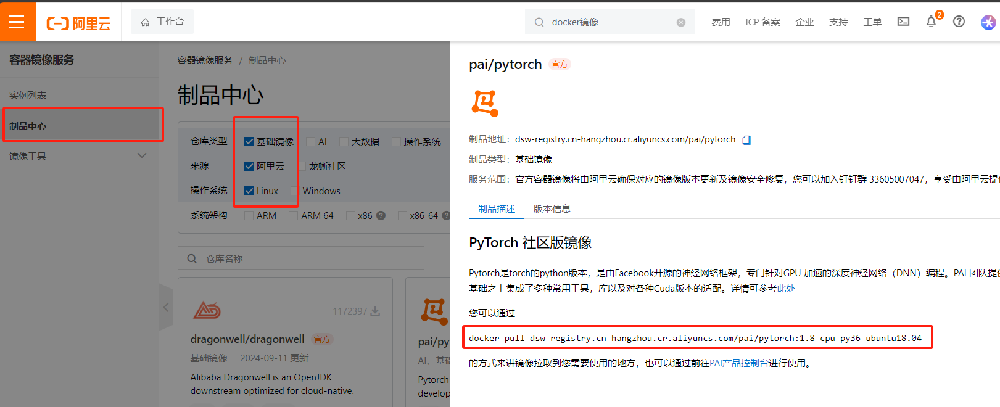 阿里云
工作台
docker镜像
费用
ICP 备案
企业
支持
工单
2
容器镜像服务
实例列表
制品中心
镜像工具
容器镜像服务 / 制品中心
制品中心
仓库类型 基础镜像 AI 大数据 操作系统
来源 阿里云 龙蜥社区
操作系统 Linux Windows
系统架构 ARM ARM 64 x86 x86-64
仓库名称
1172397
dragonwell/dragonwell 官方
基础镜像 | 2024-09-11 更新
Alibaba Dragonwell is an OpenJDK
downstream optimized for cloud-native.
pai/py
AI、基础
Pytorch
develop
pai/pytorch 官方
制品地址: dsw-registry.cn-hangzhou.cr.aliyuncs.com/pai/pytorch
制品类型: 基础镜像
服务范围: 官方容器镜像将由阿里云确保对应的镜像版本更新及镜像安全修复，您可以加入钉钉群 33605007047，享受由阿里云提
制品描述 版本信息
PyTorch 社区版镜像
Pytorch是torch的python版本，是由Facebook开源的神经网络框架，专门针对GPU 加速的深度神经网络（DNN）编程。PAI 团队提
基础之上集成了多种常用工具，库以及对各种Cuda版本的适配。详情可参考此处
您可以通过
docker pull dsw-registry.cn-hangzhou.cr.aliyuncs.com/pai/pytorch:1.8-cpu-py36-ubuntu18.04
的方式来讲镜像拉取到您需要使用的地方，也可以通过前往PAI产品控制台进行使用。